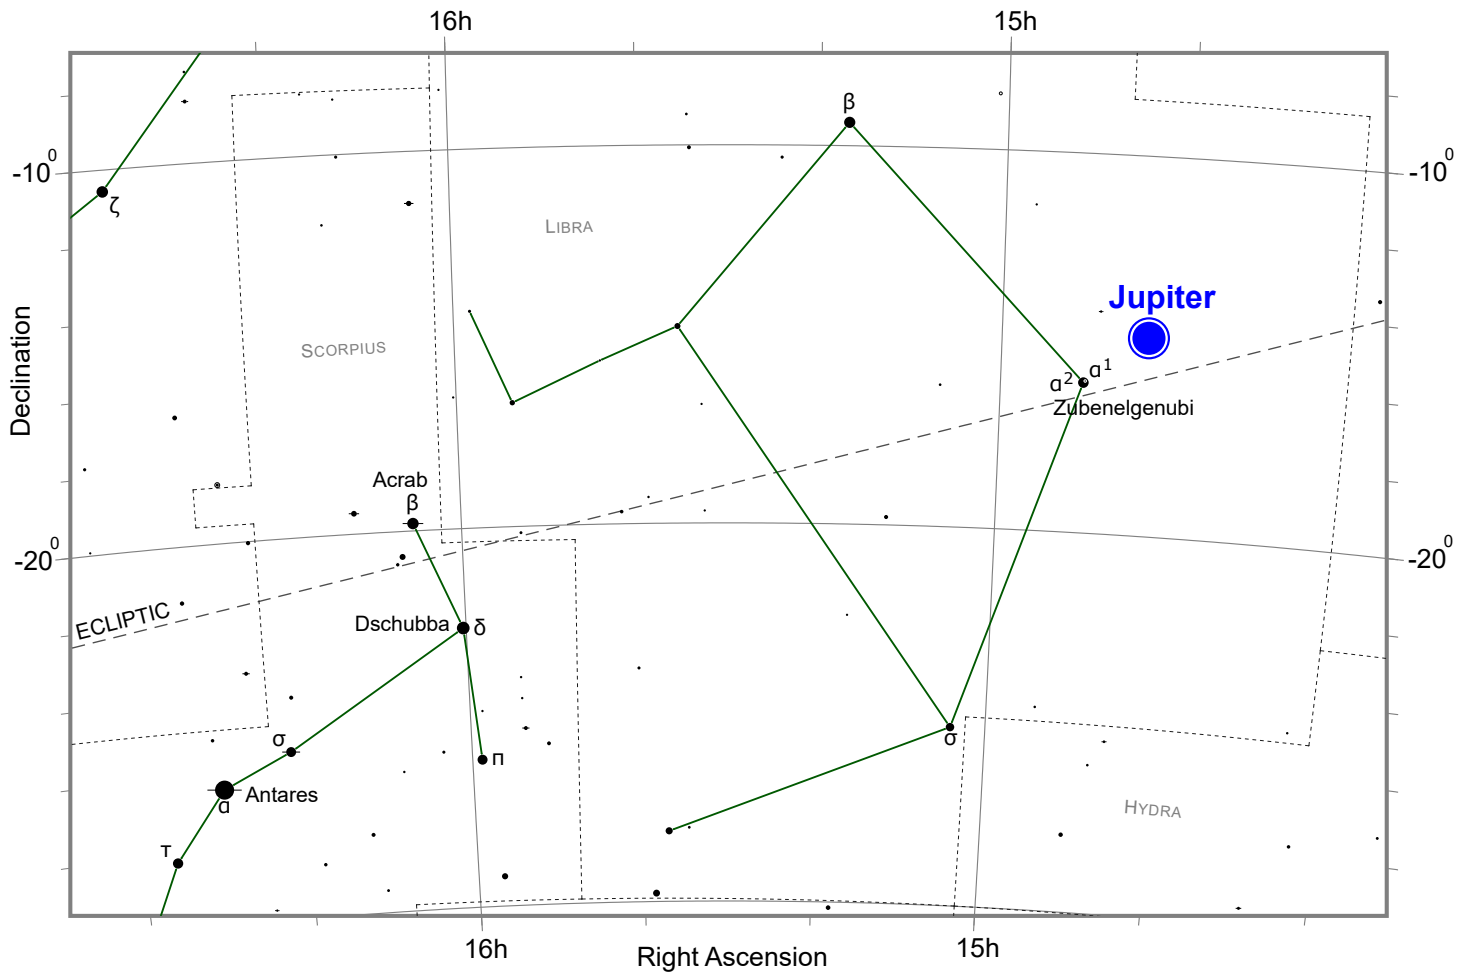 16h 15h
β
-10⁰ -10⁰
ζ
LIBRA
Jupiter
SCORPIUS
α² α¹
Zubenelgenubi
Declination
Acrab
β
-20⁰ -20⁰
ECLIPTIC
Dschubba δ
σ
σ
π
α Antares
HYDRA
τ
16h 15h
Right Ascension